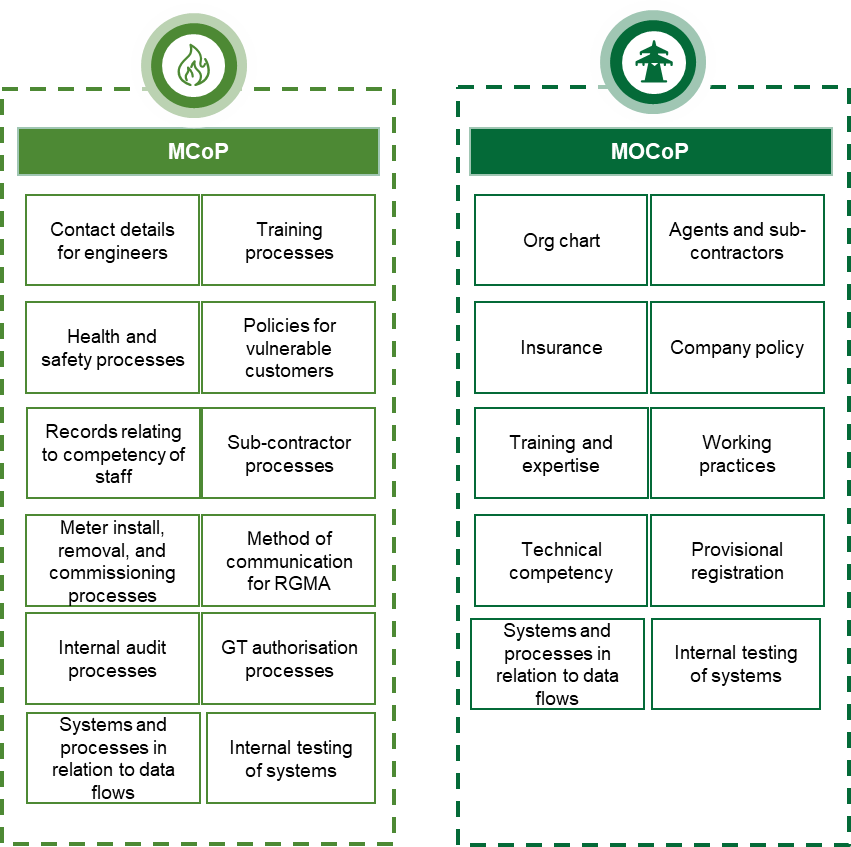 MCoP
Contact details
for engineers
Training
processes
Health and
safety processes
Policies for
vulnerable
customers
Records relating
to competency of
staff
Sub-contractor
processes
Meter install,
removal, and
commissioning
processes
Method of
communication
for RGMA
Internal audit
processes
GT authorisation
processes
Systems and
processes in
relation to data
flows
Internal testing
of systems
MOCoP
Org chart
Agents and sub-
contractors
Insurance
Company policy
Training and
expertise
Working
practices
Technical
competency
Provisional
registration
Systems and
processes in
relation to data
flows
Internal testing
of systems